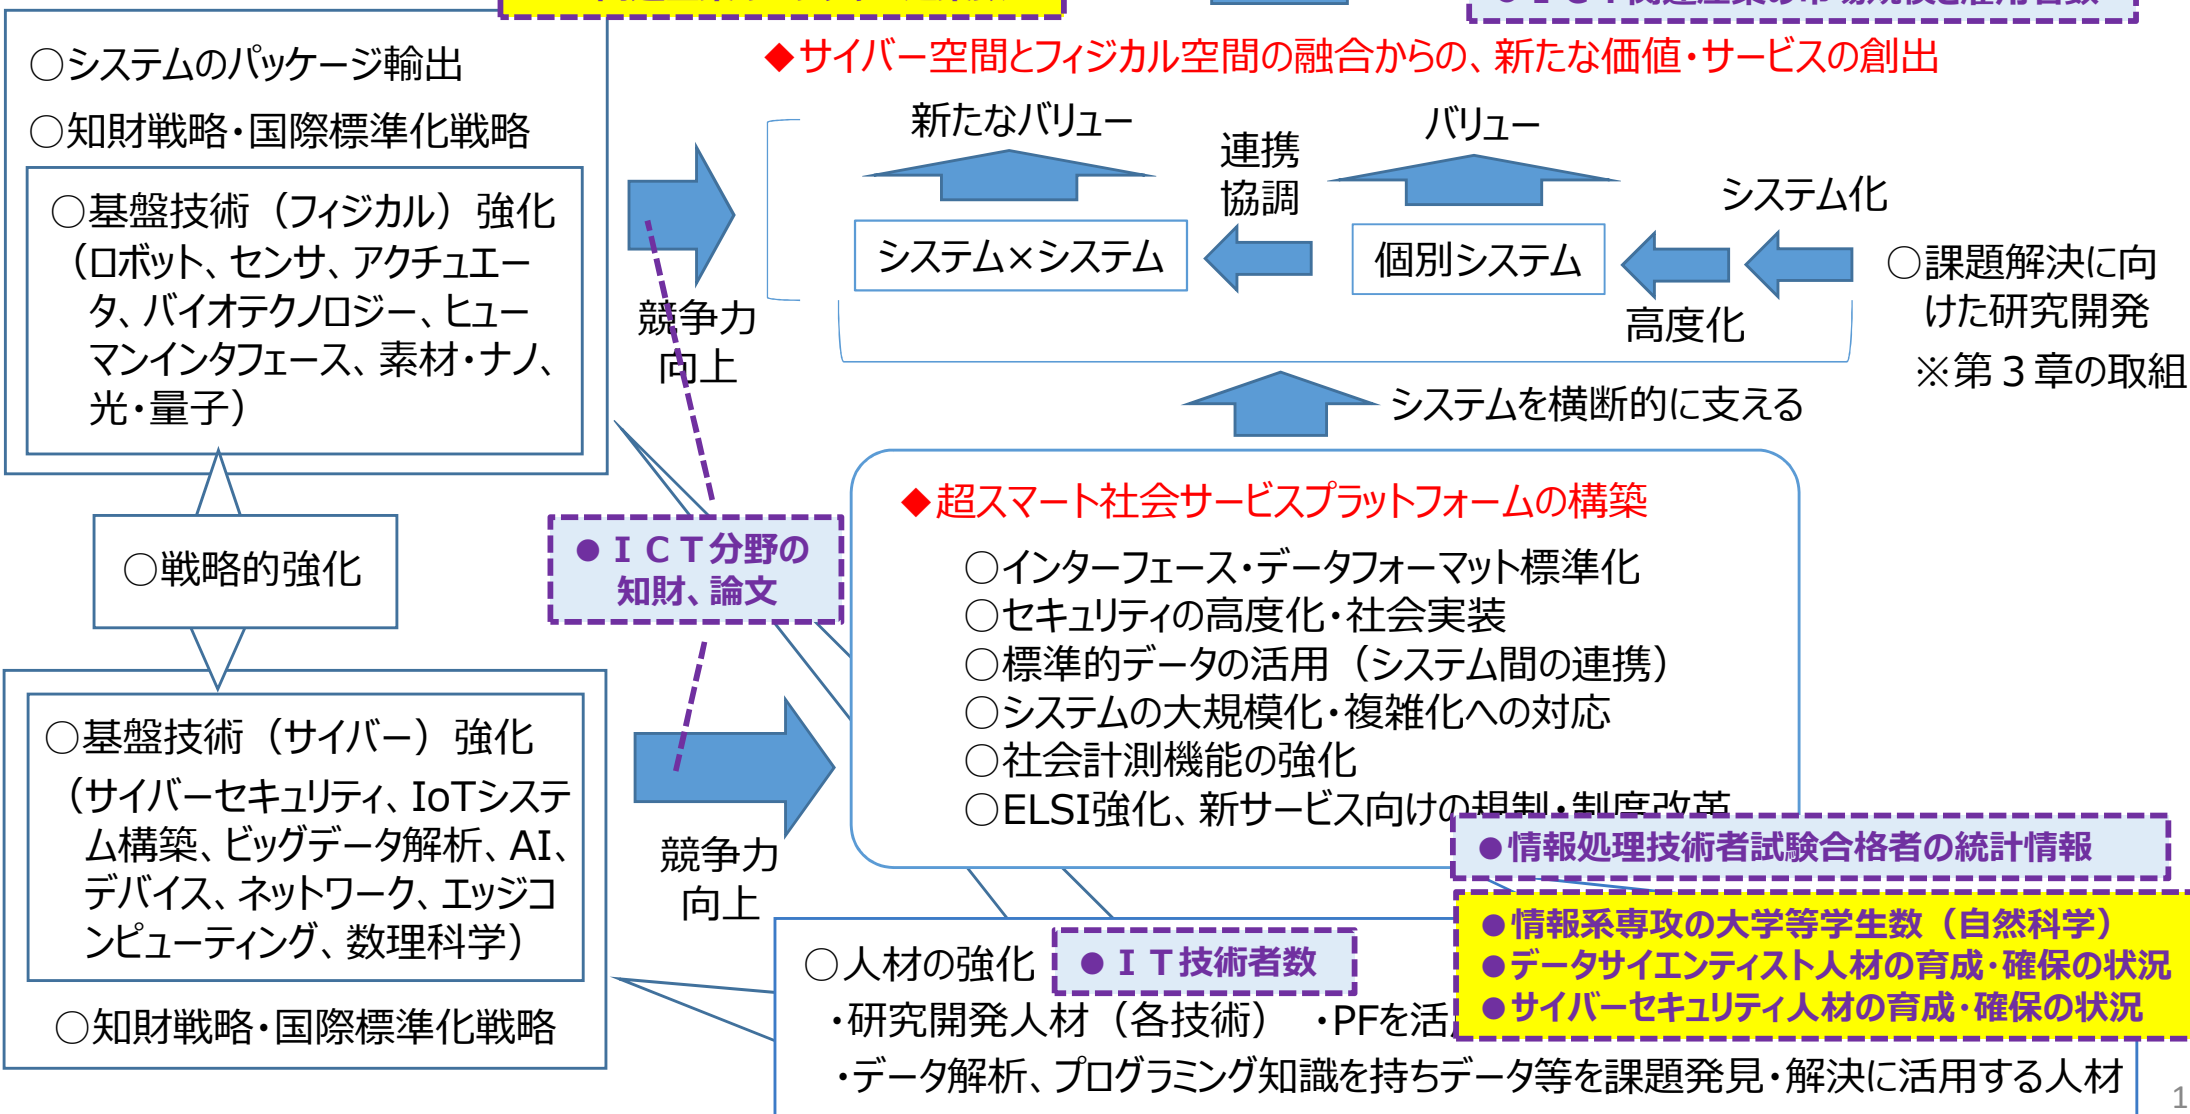 ICT関連産業の市場規模と雇用者数
○システムのパッケージ輸出
○知財戦略・国際標準化戦略
○基盤技術（フィジカル）強化
（ロボット、センサ、アクチュエー
タ、バイオテクノロジー、ヒュー
マンインタフェース、素材・ナノ、
光・量子）
○戦略的強化
○基盤技術（サイバー）強化
（サイバーセキュリティ、IoTシステ
ム構築、ビッグデータ解析、AI、
デバイス、ネットワーク、エッジコ
ンピューティング、数理科学）
○知財戦略・国際標準化戦略
競争力
向上
●ＩＣＴ分野の
知財、論文
競争力
向上
◆サイバー空間とフィジカル空間の融合からの、新たな価値・サービスの創出
新たなバリュー
連携
協調
バリュー
システム化
システム×システム
個別システム
高度化
○課題解決に向
けた研究開発
※第３章の取組
システムを横断的に支える
◆超スマート社会サービスプラットフォームの構築
○インターフェース・データフォーマット標準化
○セキュリティの高度化・社会実装
○標準的データの活用（システム間の連携）
○システムの大規模化・複雑化への対応
○社会計測機能の強化
○ELSI強化、新サービス向けの規制・制度改革
●情報処理技術者試験合格者の統計情報
●情報系専攻の大学等学生数（自然科学）
●データサイエンティスト人材の育成・確保の状況
●サイバーセキュリティ人材の育成・確保の状況
○人材の強化
●ＩＴ技術者数
・研究開発人材（各技術）　・PFを活
・データ解析、プログラミング知識を持ちデータ等を課題発見・解決に活用する人材
1